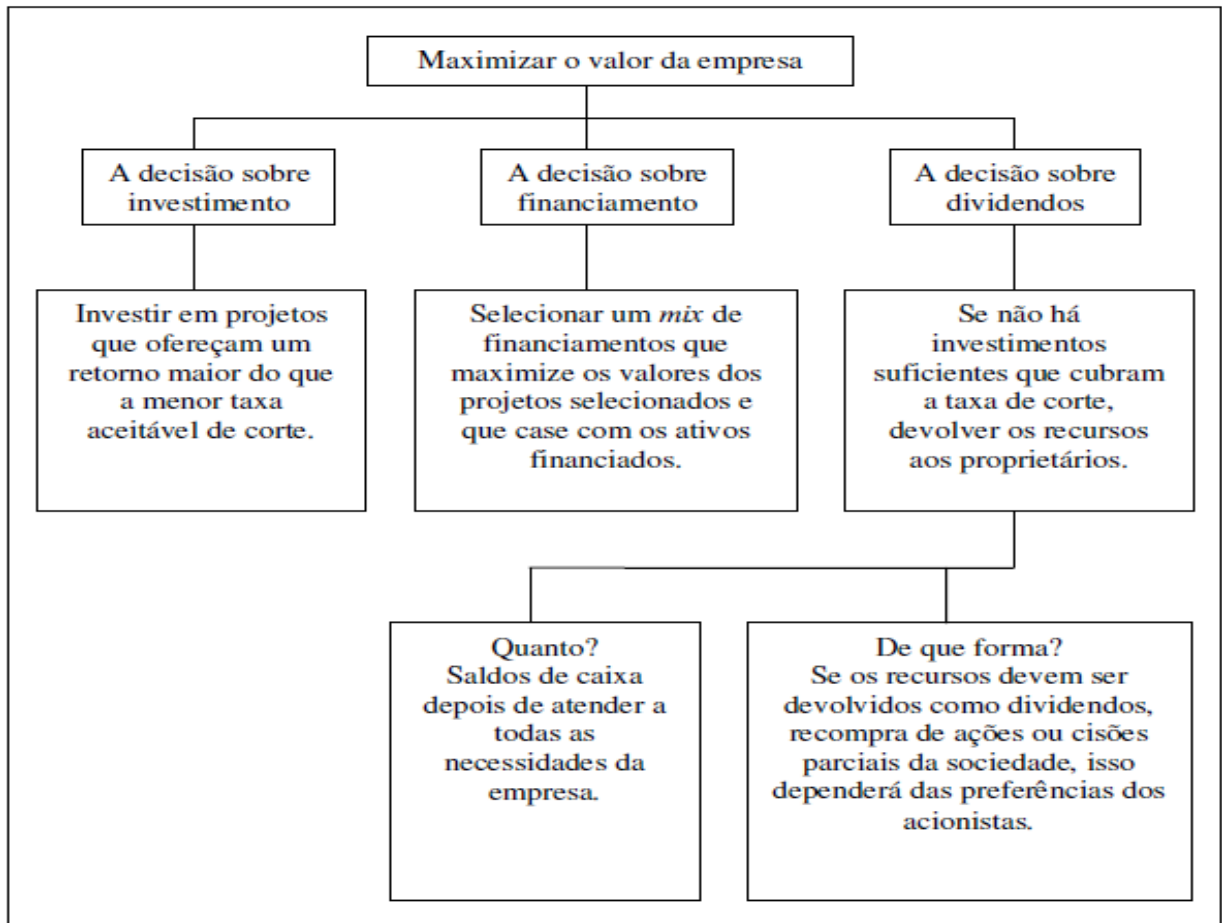 Maximizar o valor da empresa
A decisão sobre
investimento
A decisão sobre
financiamento
A decisão sobre
dividendos
Investir em projetos
que ofereçam um
retorno maior do que
a menor taxa
aceitável de corte.
Selecionar um mix de
financiamentos que
maximize os valores dos
projetos selecionados e
que case com os ativos
financiados.
Se não há
investimentos
suficientes que cubram
a taxa de corte,
devolver os recursos
aos proprietários.
Quanto?
Saldos de caixa
depois de atender a
todas as
necessidades da
empresa.
De que forma?
Se os recursos devem ser
devolvidos como dividendos,
recompra de ações ou cisões
parciais da sociedade, isso
dependerá das preferências dos
acionistas.